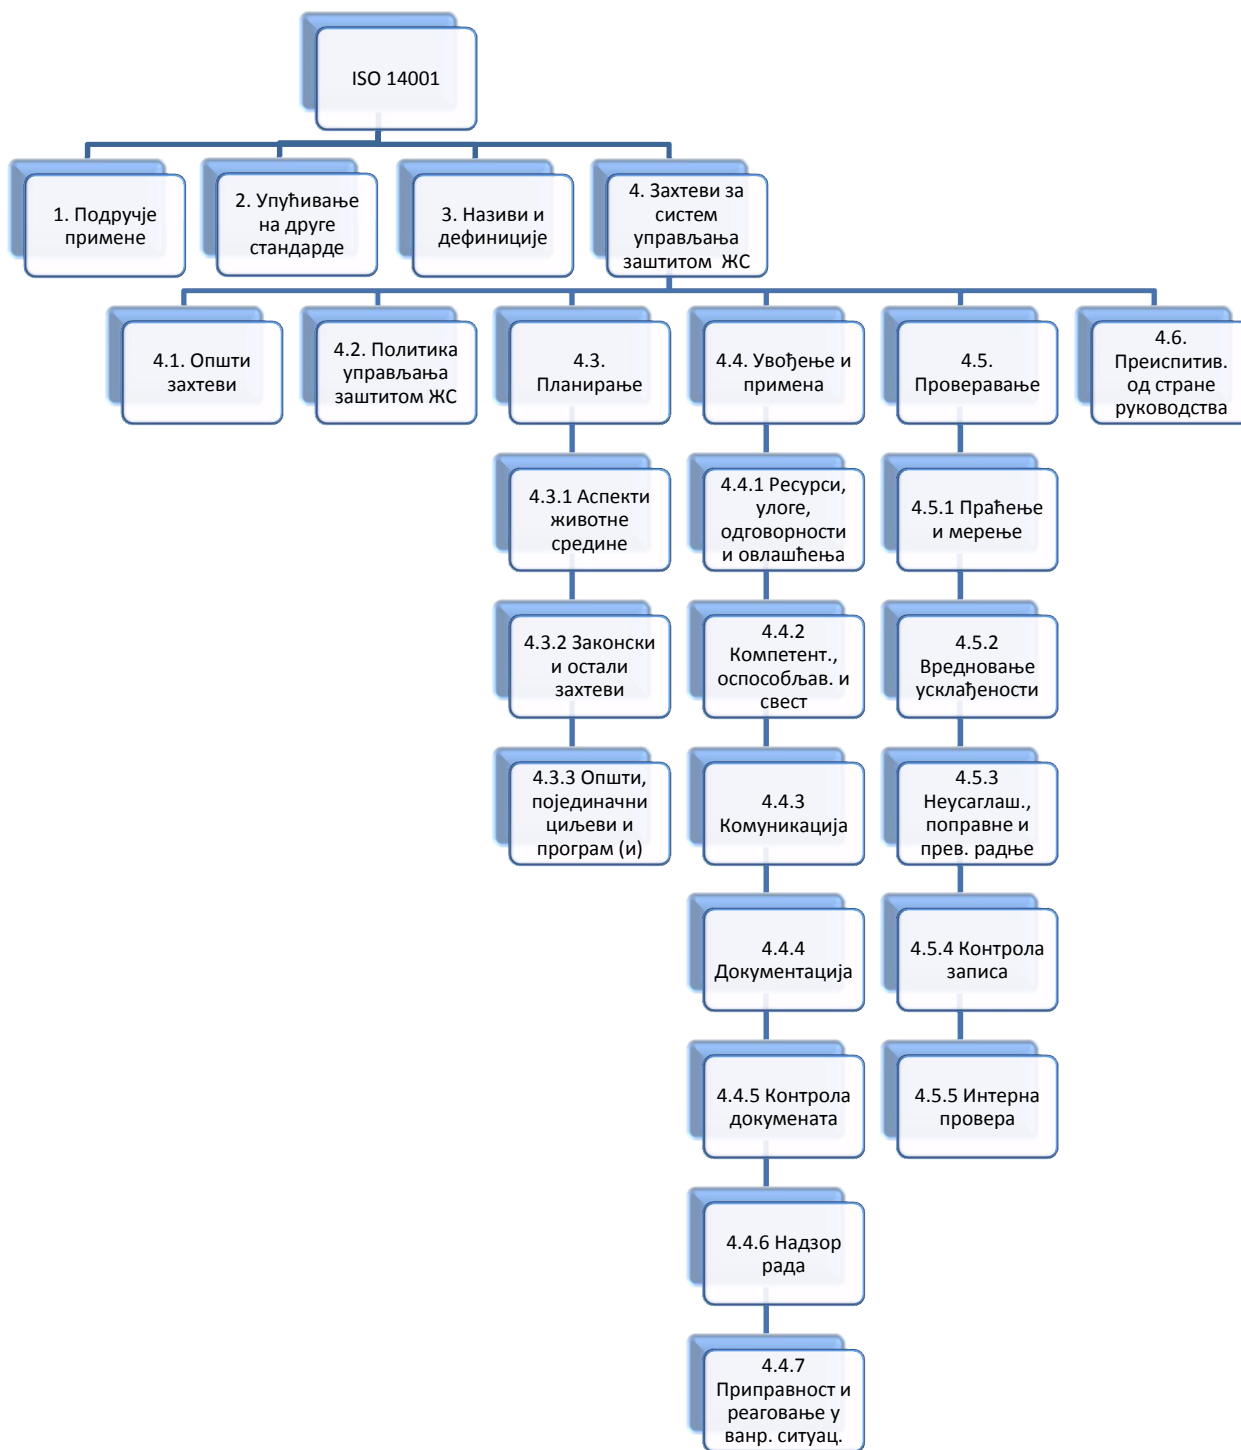 ISO 14001
1. Подручје
примене
2. Упућивање
на друге
стандарде
3. Називи и
дефиниције
4. Захтеви за
систем
управљања
заштитом ЖС
4.1. Општи
захтеви
4.2. Политика
управљања
заштитом ЖС
4.3.
Планирање
4.4. Увођење и
примена
4.5.
Проверавање
4.6.
Преиспитив.
од стране
руководства
4.3.1 Аспекти
животне
средине
4.3.2 Законски
и остали
захтеви
4.3.3 Општи,
појединачни
циљеви и
програм (и)
4.4.1 Ресурси,
улоге,
одговорности
и овлашћења
4.4.2
Компетент.,
оспособљав. и
свест
4.4.3
Комуникација
4.4.4
Документација
4.4.5 Контрола
докумената
4.4.6 Надзор
рада
4.4.7
Приправност и
реаговање у
ванр. ситуац.
4.5.1 Праћење
и мерење
4.5.2
Вредновање
усклађености
4.5.3
Неусаглаш.,
поправне и
прев. радње
4.5.4 Контрола
записа
4.5.5 Интерна
провера